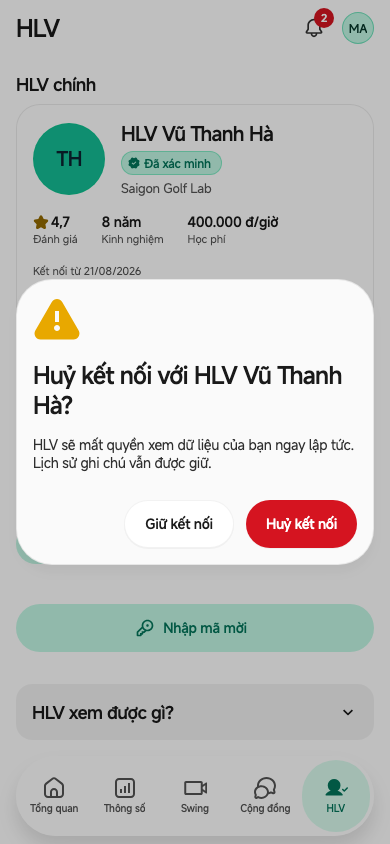 HLV
2
MA
HLV chính
TH
HLV Vũ Thanh Hà
Đã xác minh
Saigon Golf Lab
4,7
8 năm
400.000 đ/giờ
Đánh giá
Kinh nghiệm
Học phí
Kết nối từ 21/08/2026
Huỷ kết nối với HLV Vũ Thanh
Hà?
HLV sẽ mất quyền xem dữ liệu của bạn ngay lập tức.
Lịch sử ghi chú vẫn được giữ.
Giữ kết nối
Huỷ kết nối
Nhập mã mời
HLV xem được gì?
Tổng quan
Thông số
Swing
Cộng đồng
HLV